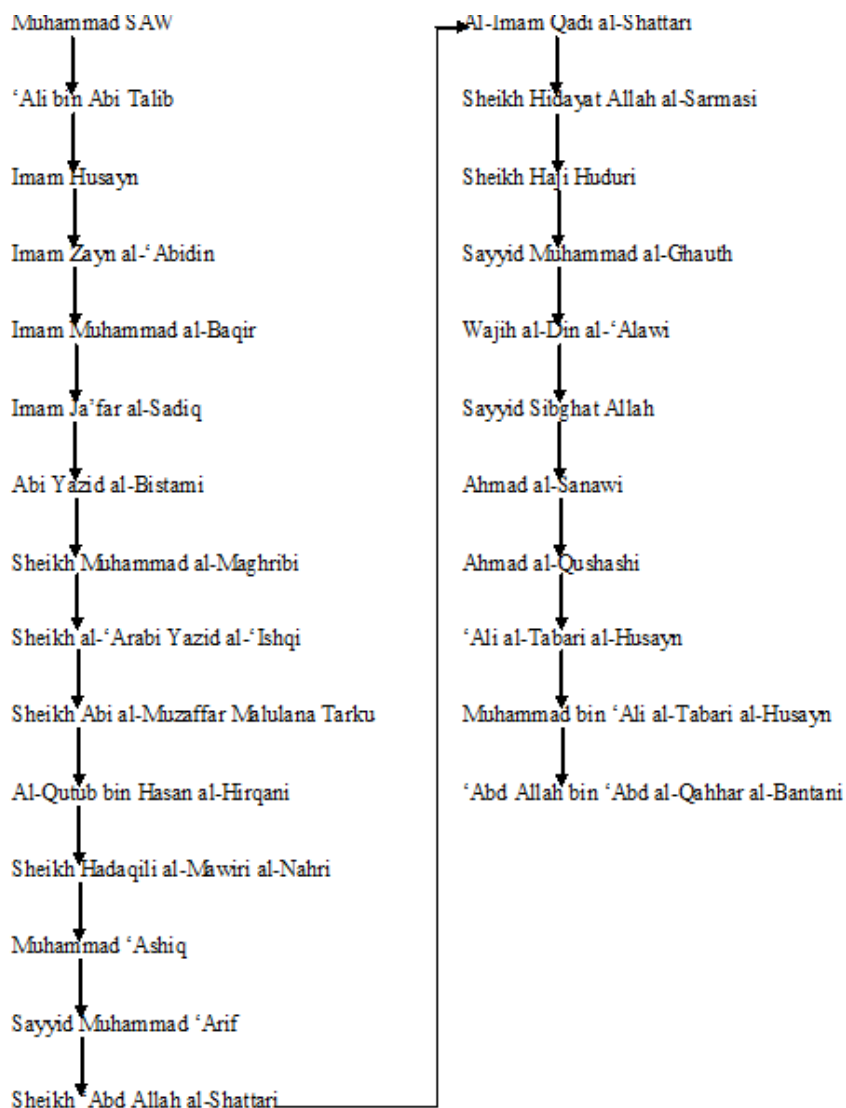 Muhammad SAW
‘Ali bin Abi Talib
Imam Husayn
Imam Zayn al-‘Abidin
Imam Muhammad al-Baqir
Imam Ja’far al-Sadiq
Abi Yazid al-Bistami
Sheikh Muhammad al-Maghribi
Sheikh al-‘Arabi Yazid al-‘Ishqi
Sheikh Abi al-Muzaffar Malulana Tarku
Al-Qutub bin Hasan al-Hirqani
Sheikh Hadaqili al-Mawiri al-Nahri
Muhammad ‘Ashiq
Sayyid Muhammad ‘Arif
Sheikh ‘Abd Allah al-Shattari
Al-Imam Qadi al-Shattari
Sheikh Hidayat Allah al-Sarmasi
Sheikh Haji Huduri
Sayyid Muhammad al-Ghauth
Wajih al-Din al-‘Alawi
Sayyid Sibghat Allah
Ahmad al-Sanawi
Ahmad al-Qushashi
‘Ali al-Tabari al-Husayn
Muhammad bin ‘Ali al-Tabari al-Husayn
‘Abd Allah bin ‘Abd al-Qahhar al-Bantani